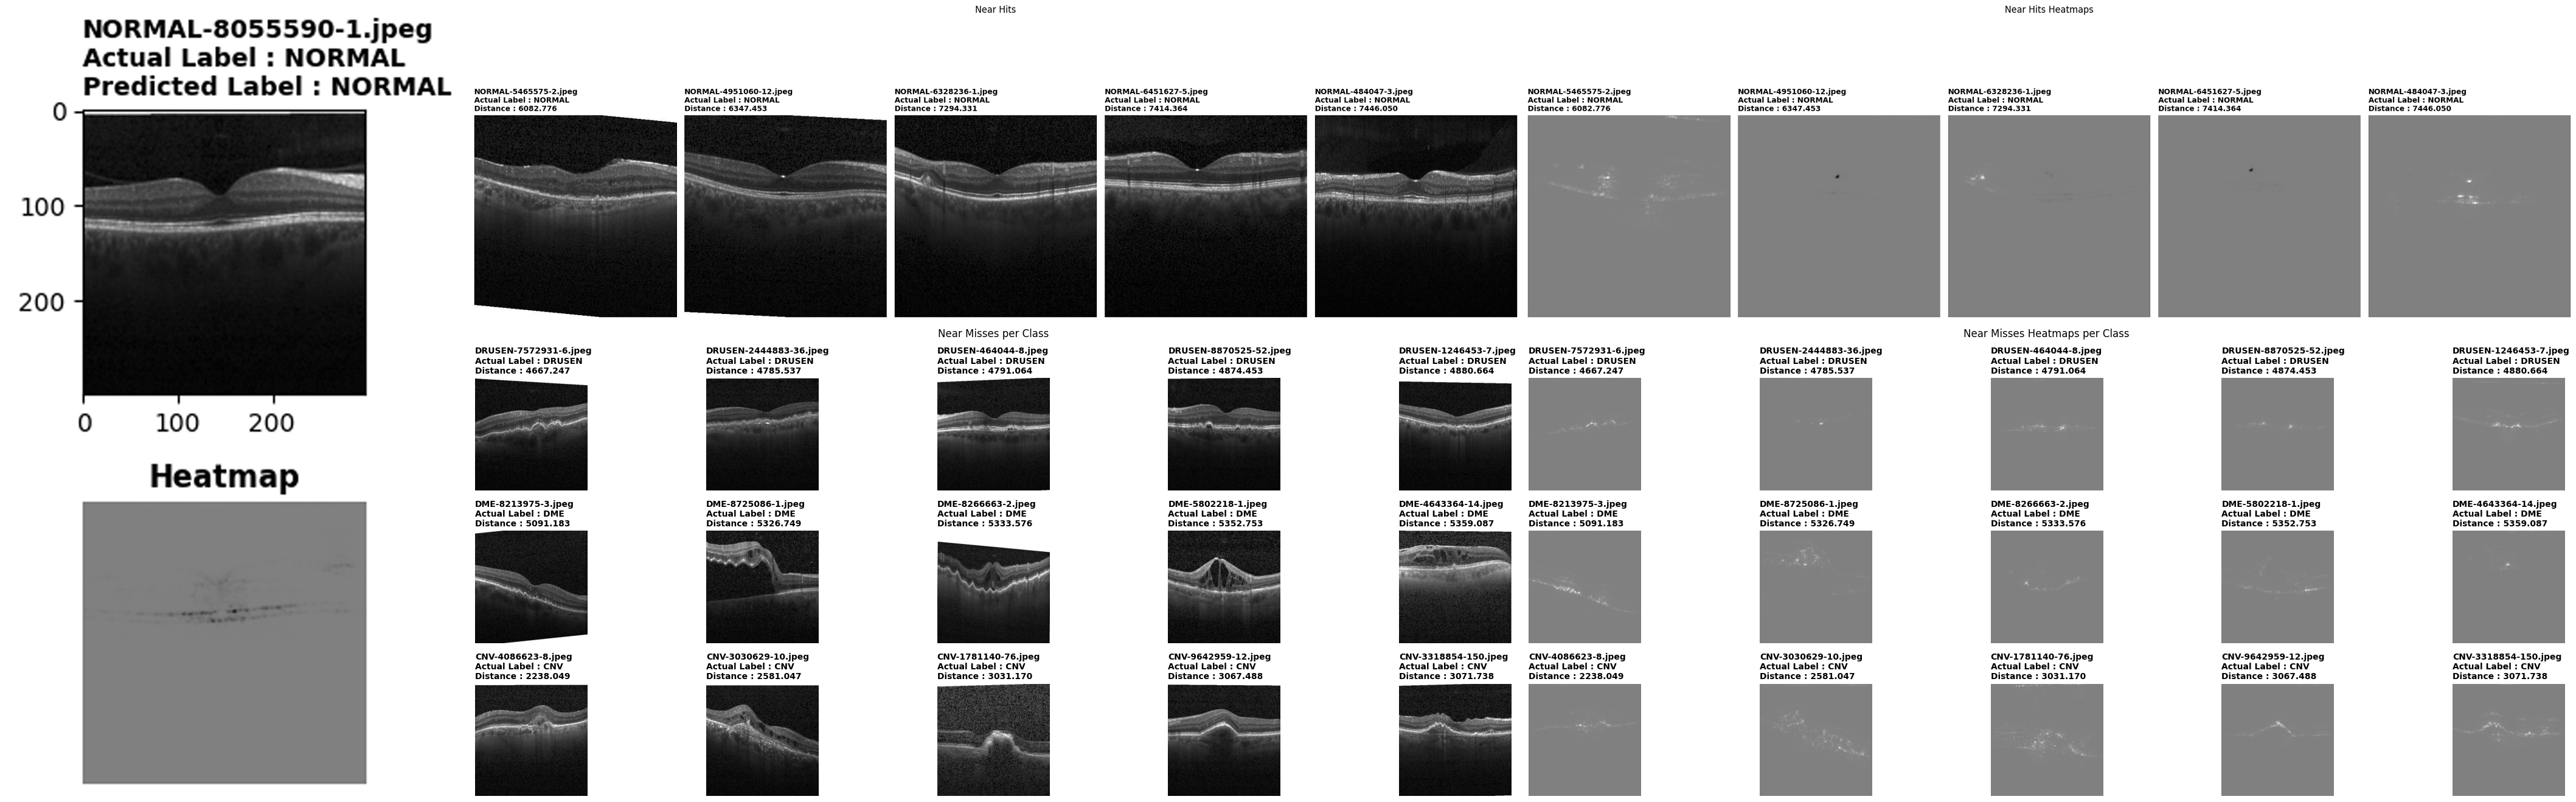 NORMAL-8055590-1.jpeg
Actual Label : NORMAL
Predicted Label : NORMAL
0
100
200
0
100
200
Heatmap
Near Hits
NORMAL-5465575-2.jpeg
Actual Label : NORMAL
Distance : 6082.776
NORMAL-4951060-12.jpeg
Actual Label : NORMAL
Distance : 6347.453
NORMAL-6328236-1.jpeg
Actual Label : NORMAL
Distance : 7294.331
NORMAL-6451627-5.jpeg
Actual Label : NORMAL
Distance : 7414.364
NORMAL-484047-3.jpeg
Actual Label : NORMAL
Distance : 7446.050
Near Hits Heatmaps
NORMAL-5465575-2.jpeg
Actual Label : NORMAL
Distance : 6082.776
NORMAL-4951060-12.jpeg
Actual Label : NORMAL
Distance : 6347.453
NORMAL-6328236-1.jpeg
Actual Label : NORMAL
Distance : 7294.331
NORMAL-6451627-5.jpeg
Actual Label : NORMAL
Distance : 7414.364
NORMAL-484047-3.jpeg
Actual Label : NORMAL
Distance : 7446.050
Near Misses per Class
DRUSEN-7572931-6.jpeg
Actual Label : DRUSEN
Distance : 4667.247
DRUSEN-2444883-36.jpeg
Actual Label : DRUSEN
Distance : 4785.537
DRUSEN-464044-8.jpeg
Actual Label : DRUSEN
Distance : 4791.064
DRUSEN-8870525-52.jpeg
Actual Label : DRUSEN
Distance : 4874.453
DRUSEN-1246453-7.jpeg
Actual Label : DRUSEN
Distance : 4880.664
DME-8213975-3.jpeg
Actual Label : DME
Distance : 5091.183
DME-8725086-1.jpeg
Actual Label : DME
Distance : 5326.749
DME-8266663-2.jpeg
Actual Label : DME
Distance : 5333.576
DME-5802218-1.jpeg
Actual Label : DME
Distance : 5352.753
DME-4643364-14.jpeg
Actual Label : DME
Distance : 5359.087
CNV-4086623-8.jpeg
Actual Label : CNV
Distance : 2238.049
CNV-3030629-10.jpeg
Actual Label : CNV
Distance : 2581.047
CNV-1781140-76.jpeg
Actual Label : CNV
Distance : 3031.170
CNV-9642959-12.jpeg
Actual Label : CNV
Distance : 3067.488
CNV-3318854-150.jpeg
Actual Label : CNV
Distance : 3071.738
Near Misses Heatmaps per Class
DRUSEN-7572931-6.jpeg
Actual Label : DRUSEN
Distance : 4667.247
DRUSEN-2444883-36.jpeg
Actual Label : DRUSEN
Distance : 4785.537
DRUSEN-464044-8.jpeg
Actual Label : DRUSEN
Distance : 4791.064
DRUSEN-8870525-52.jpeg
Actual Label : DRUSEN
Distance : 4874.453
DRUSEN-1246453-7.jpeg
Actual Label : DRUSEN
Distance : 4880.664
DME-8213975-3.jpeg
Actual Label : DME
Distance : 5091.183
DME-8725086-1.jpeg
Actual Label : DME
Distance : 5326.749
DME-8266663-2.jpeg
Actual Label : DME
Distance : 5333.576
DME-5802218-1.jpeg
Actual Label : DME
Distance : 5352.753
DME-4643364-14.jpeg
Actual Label : DME
Distance : 5359.087
CNV-4086623-8.jpeg
Actual Label : CNV
Distance : 2238.049
CNV-3030629-10.jpeg
Actual Label : CNV
Distance : 2581.047
CNV-1781140-76.jpeg
Actual Label : CNV
Distance : 3031.170
CNV-9642959-12.jpeg
Actual Label : CNV
Distance : 3067.488
CNV-3318854-150.jpeg
Actual Label : CNV
Distance : 3071.738